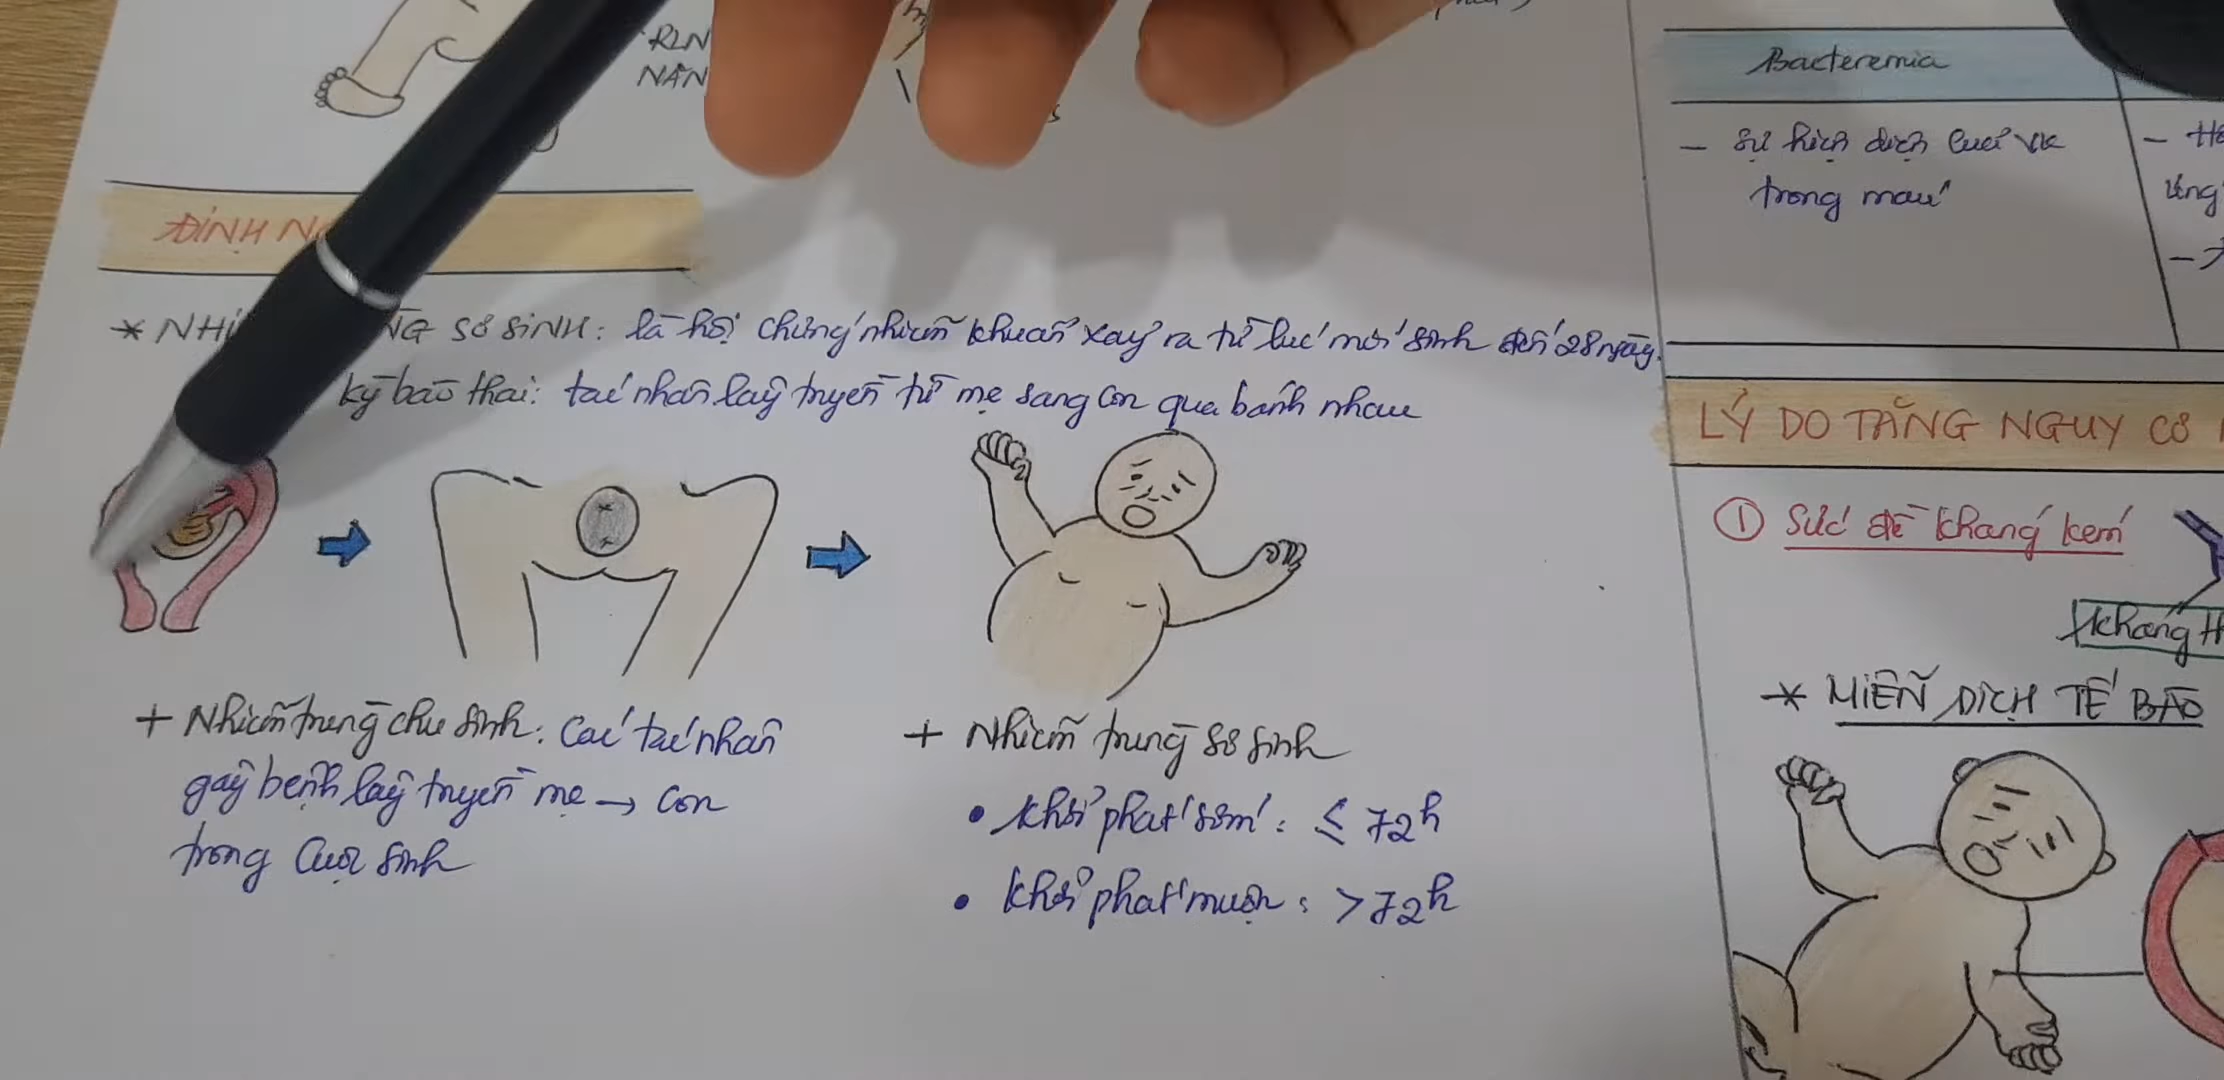 RLN
NÃN
ĐỊNH N
* NHI NG SƠ SINH: là hội chứng nhiễm khuẩn xảy ra từ lúc mới sinh đến 28 ngày.
kỳ bào thai: tác nhân lây truyền từ mẹ sang con qua bánh nhau
+ Nhiễm trùng chu sinh: Các tác nhân
gây bệnh lây truyền mẹ → con
trong cuộc sinh
+ Nhiễm trùng sơ sinh
• Khởi phát sớm: ≤ 72h
• Khởi phát muộn: > 72h
Bacteremia
- Sự hiện diện của VK
trong máu
LÝ DO TĂNG NGUY CƠ
① Sức đề kháng kém
Kháng th
* MIỄN DỊCH TẾ BÀO